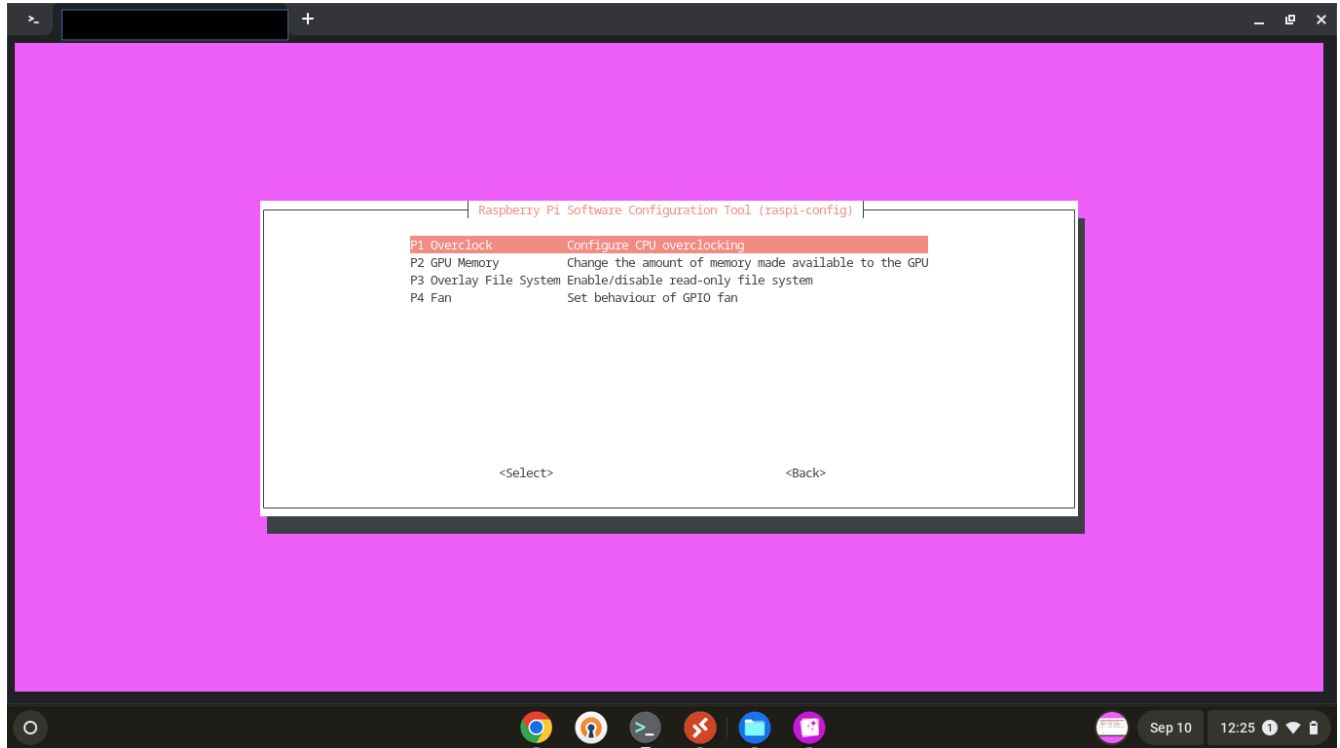 >_ +
Raspberry Pi Software Configuration Tool (raspi-config)
P1 Overclock Configure CPU overclocking
P2 GPU Memory Change the amount of memory made available to the GPU
P3 Overlay File System Enable/disable read-only file system
P4 Fan Set behaviour of GPIO fan
<Select> <Back>
Sep 10 12:25 1